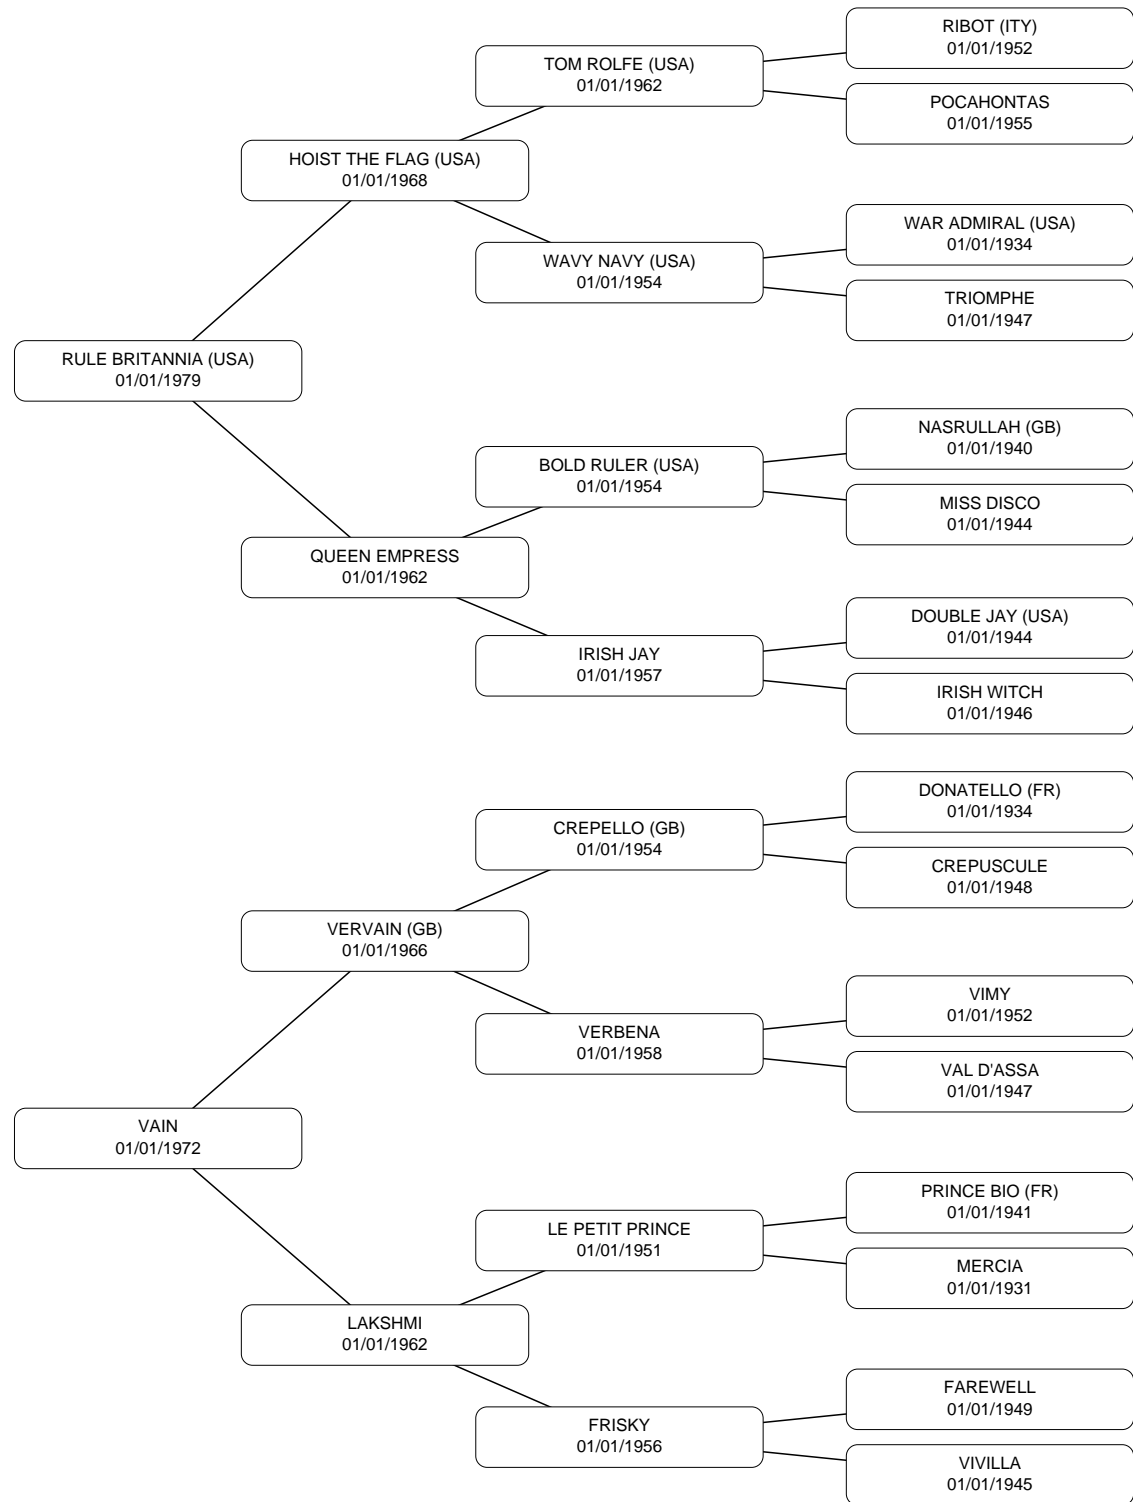 RIBOT (ITY)
01/01/1952
TOM ROLFE (USA)
01/01/1962
POCAHONTAS
01/01/1955
HOIST THE FLAG (USA)
01/01/1968
WAR ADMIRAL (USA)
01/01/1934
WAVY NAVY (USA)
01/01/1954
TRIOMPHE
01/01/1947
RULE BRITANNIA (USA)
01/01/1979
NASRULLAH (GB)
01/01/1940
BOLD RULER (USA)
01/01/1954
MISS DISCO
01/01/1944
QUEEN EMPRESS
01/01/1962
DOUBLE JAY (USA)
01/01/1944
IRISH JAY
01/01/1957
IRISH WITCH
01/01/1946
DONATELLO (FR)
01/01/1934
CREPELLO (GB)
01/01/1954
CREPUSCULE
01/01/1948
VERVAIN (GB)
01/01/1966
VIMY
01/01/1952
VERBENA
01/01/1958
VAL D'ASSA
01/01/1947
VAIN
01/01/1972
PRINCE BIO (FR)
01/01/1941
LE PETIT PRINCE
01/01/1951
MERCIA
01/01/1931
LAKSHMI
01/01/1962
FAREWELL
01/01/1949
FRISKY
01/01/1956
VIVILLA
01/01/1945